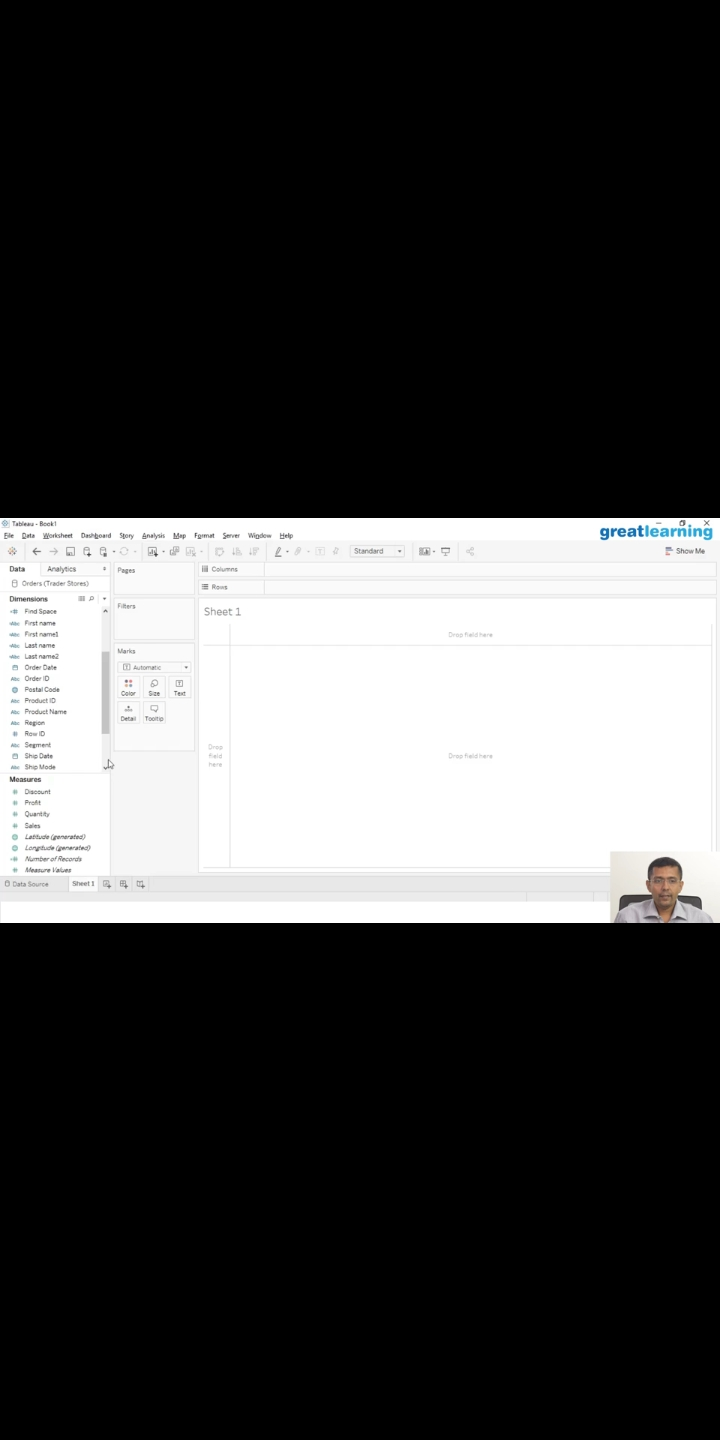 Tableau - Book1
greatlearning
File Data Worksheet Dashboard Story Analysis Map Format Server Window Help
Standard
Show Me
Data Analytics
Pages
Columns
Orders (Trader Stores)
Rows
Dimensions
Filters
Sheet 1
Find Space
First name
First name1
Last name
Last name2
Order Date
Order ID
Postal Code
Product ID
Product Name
Region
Row ID
Segment
Ship Date
Ship Mode
Marks
Automatic
Color Size Text
Detail Tooltip
Drop field here
Drop
field
here
Drop field here
Measures
Discount
Profit
Quantity
Sales
Latitude (generated)
Longitude (generated)
Number of Records
Measure Values
Data Source Sheet 1